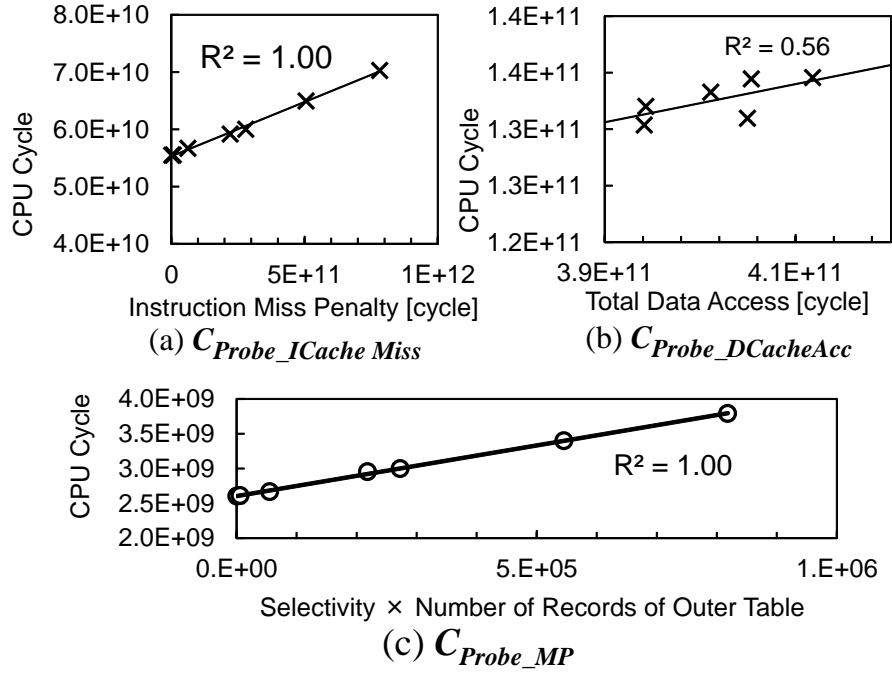 CPU Cycle
8.0E+10
7.0E+10
6.0E+10
5.0E+10
4.0E+10
R² = 1.00
0
5E+11
1E+12
Instruction Miss Penalty [cycle]
(a) C_Probe_ICache Miss
CPU Cycle
1.4E+11
1.4E+11
1.3E+11
1.3E+11
1.2E+11
R² = 0.56
3.9E+11
4.1E+11
Total Data Access [cycle]
(b) C_Probe_DCacheAcc
CPU Cycle
4.0E+09
3.5E+09
3.0E+09
2.5E+09
2.0E+09
R² = 1.00
0.E+00
5.E+05
1.E+06
Selectivity × Number of Records of Outer Table
(c) C_Probe_MP